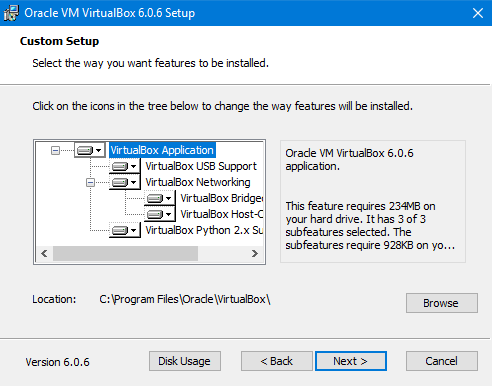 Oracle VM VirtualBox 6.0.6 Setup
Custom Setup
Select the way you want features to be installed.
Click on the icons in the tree below to change the way features will be installed.
VirtualBox Application
VirtualBox USB Support
VirtualBox Networking
VirtualBox Bridge
VirtualBox Host-
VirtualBox Python 2.x Su
Oracle VM VirtualBox 6.0.6
application.
This feature requires 234MB on
your hard drive. It has 3 of 3
subfeatures selected. The
subfeatures require 928KB on yo...
Location: C:\Program Files\Oracle\VirtualBox\
Browse
Version 6.0.6
Disk Usage
< Back
Next >
Cancel